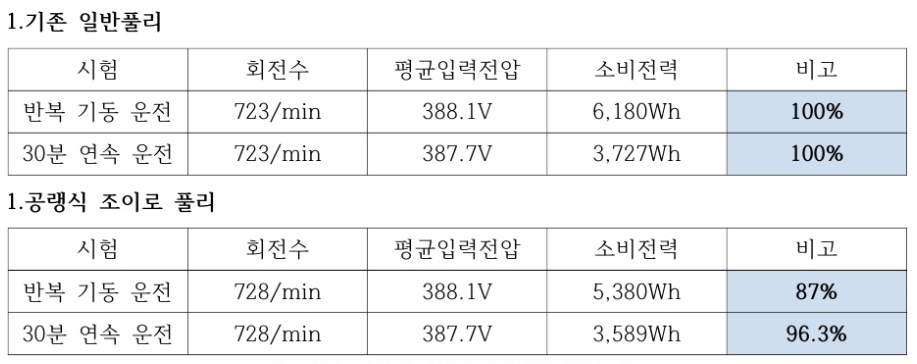 1.기존 일반풀리
시험 회전수 평균입력전압 소비전력 비고
반복 기동 운전 723/min 388.1V 6,180Wh 100%
30분 연속 운전 723/min 387.7V 3,727Wh 100%
1.공랭식 조이로 풀리
시험 회전수 평균입력전압 소비전력 비고
반복 기동 운전 728/min 388.1V 5,380Wh 87%
30분 연속 운전 728/min 387.7V 3,589Wh 96.3%